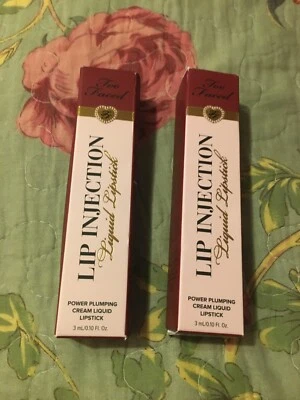 Too
Faced
LIP INJECTION
Liquid Lipstick
POWER PLUMPING
CREAM LIQUID
LIPSTICK
3 mL/0.10 Fl. Oz.
Too
Faced
LIP INJECTION
Liquid Lipstick
POWER PLUMPING
CREAM LIQUID
LIPSTICK
3 mL/0.10 Fl. Oz.